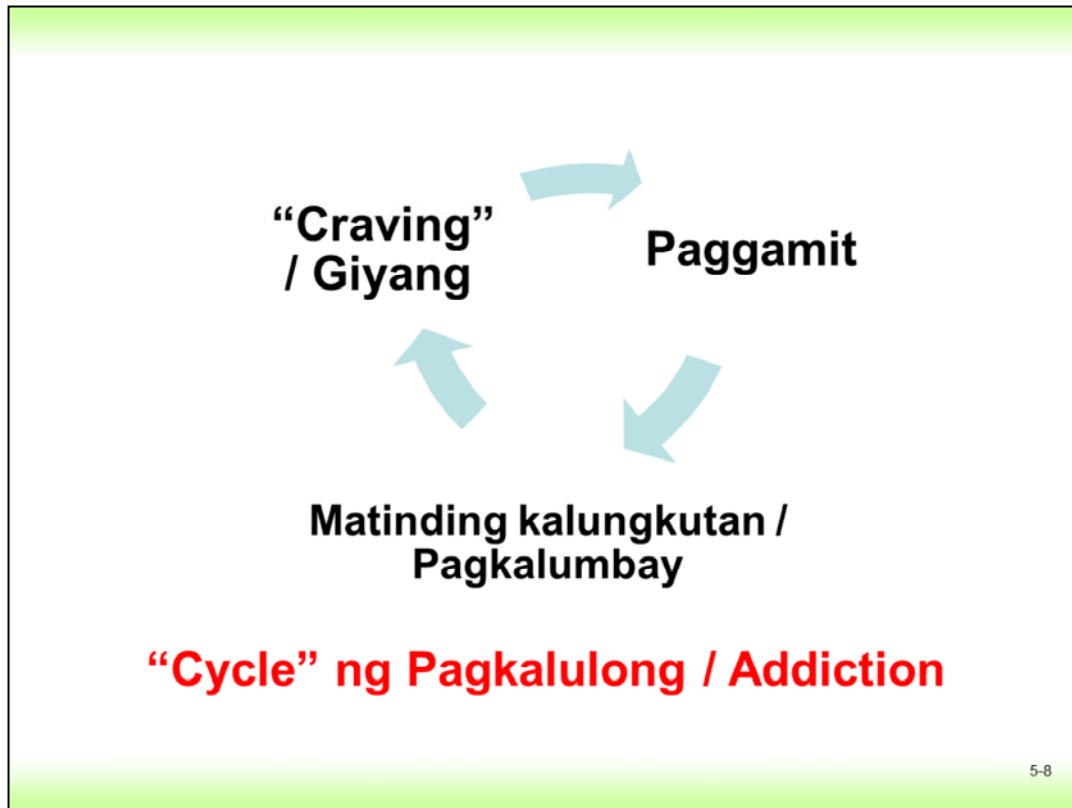 “Craving”
/ Giyang
Paggamit
Matinding kalungkutan /
Pagkalumbay
“Cycle” ng Pagkalulong / Addiction
5-8